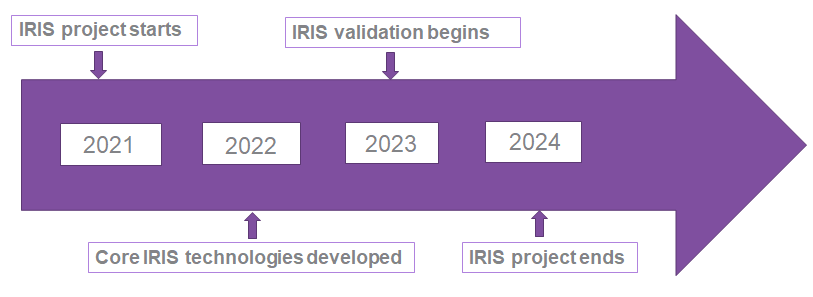 IRIS project starts
IRIS validation begins
2021
2022
2023
2024
Core IRIS technologies developed
IRIS project ends